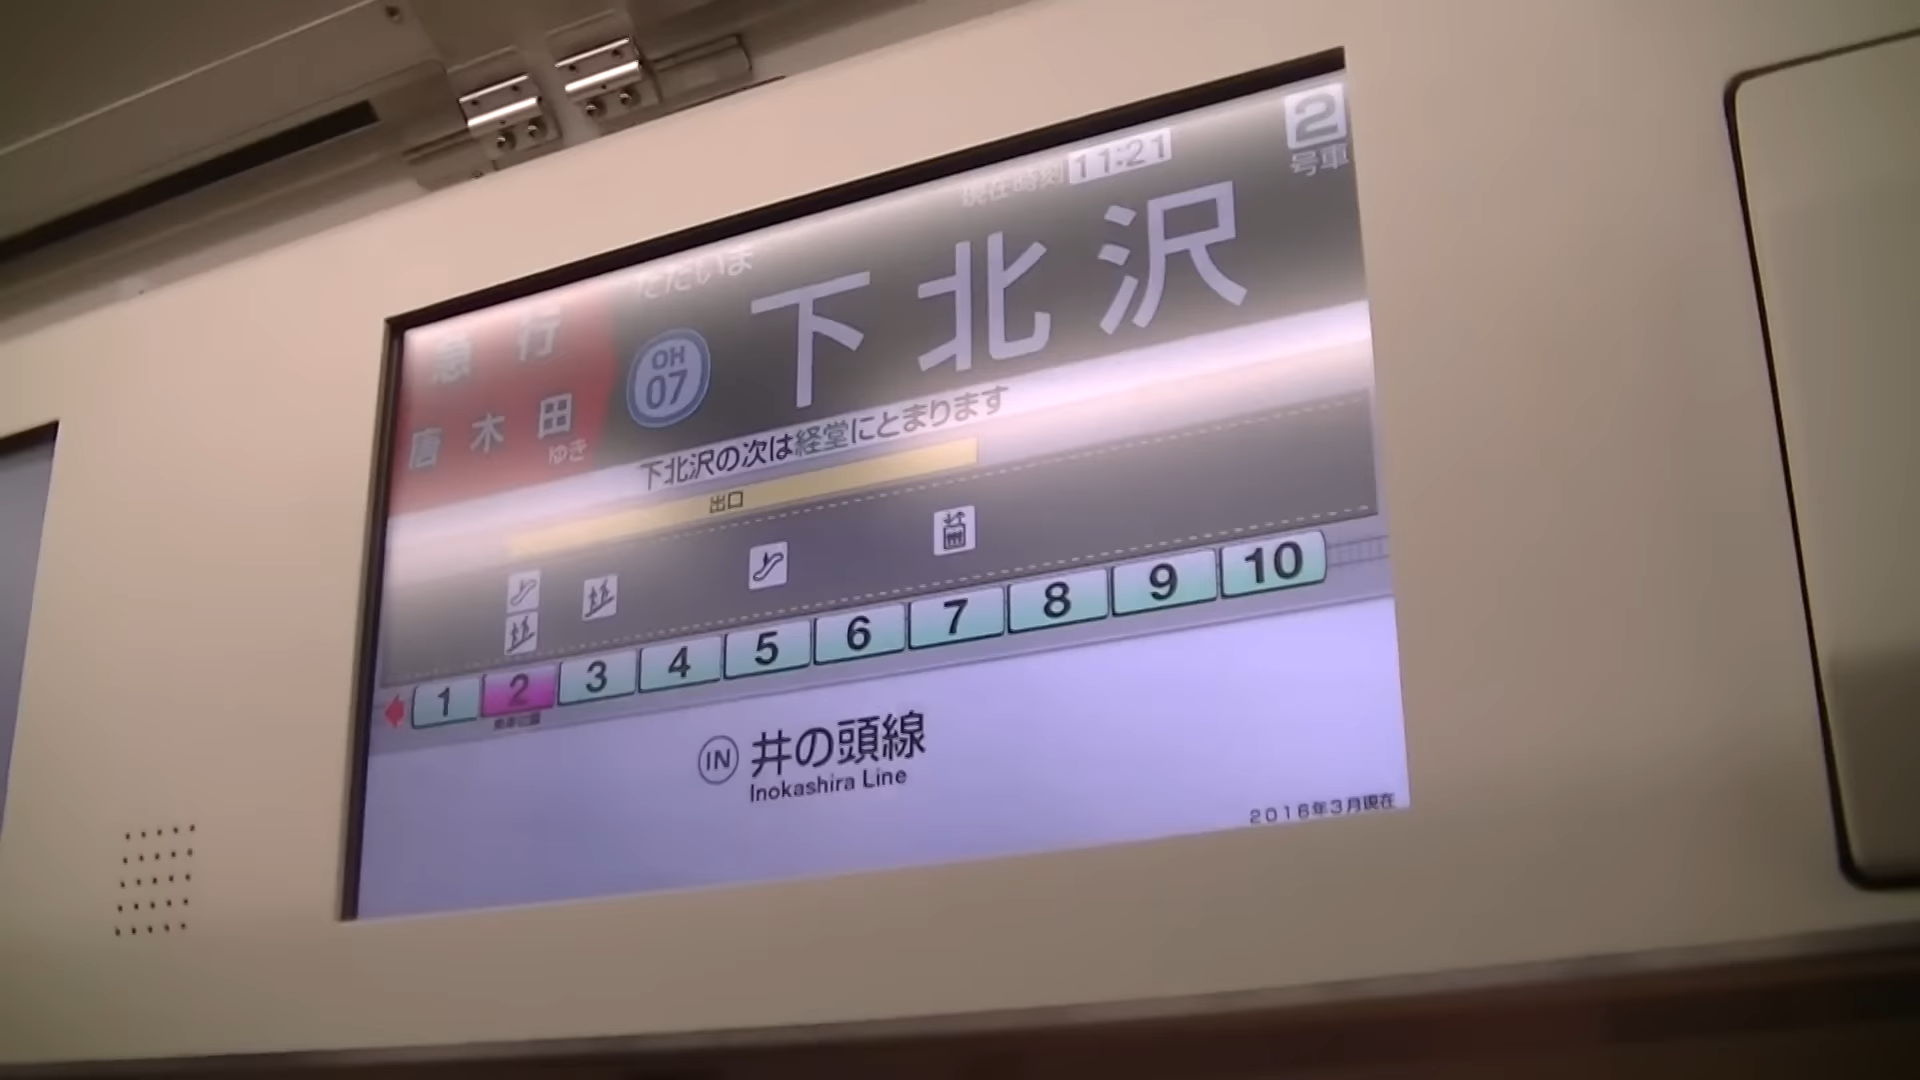 現在時刻 11:21
2
号車
急行
唐木田
ゆき
ただいま
OH
07
下北沢
下北沢の次は経堂にとまります
出口
1 2 3 4 5 6 7 8 9 10
IN 井の頭線
Inokashira Line
2016年3月現在